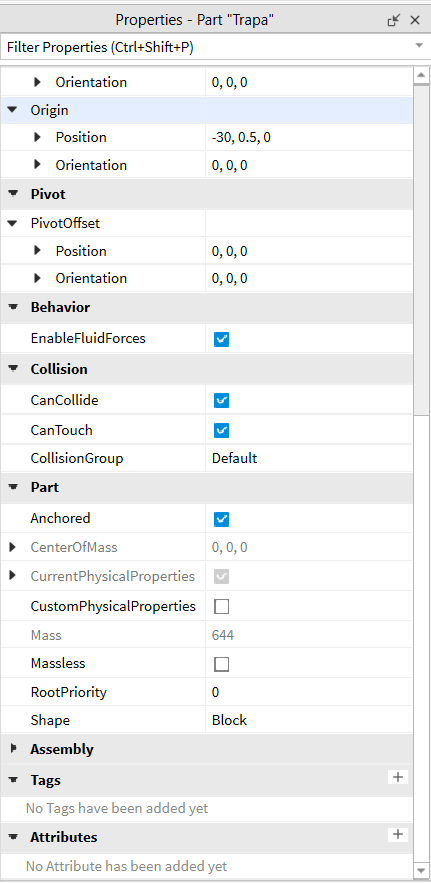 Properties - Part "Trapa"
Filter Properties (Ctrl+Shift+P)
Orientation 0, 0, 0
Origin
Position -30, 0.5, 0
Orientation 0, 0, 0
Pivot
PivotOffset
Position 0, 0, 0
Orientation 0, 0, 0
Behavior
EnableFluidForces
Collision
CanCollide
CanTouch
CollisionGroup Default
Part
Anchored
CenterOfMass 0, 0, 0
CurrentPhysicalProperties
CustomPhysicalProperties
Mass 644
Massless
RootPriority 0
Shape Block
Assembly
Tags
No Tags have been added yet
Attributes
No Attribute has been added yet